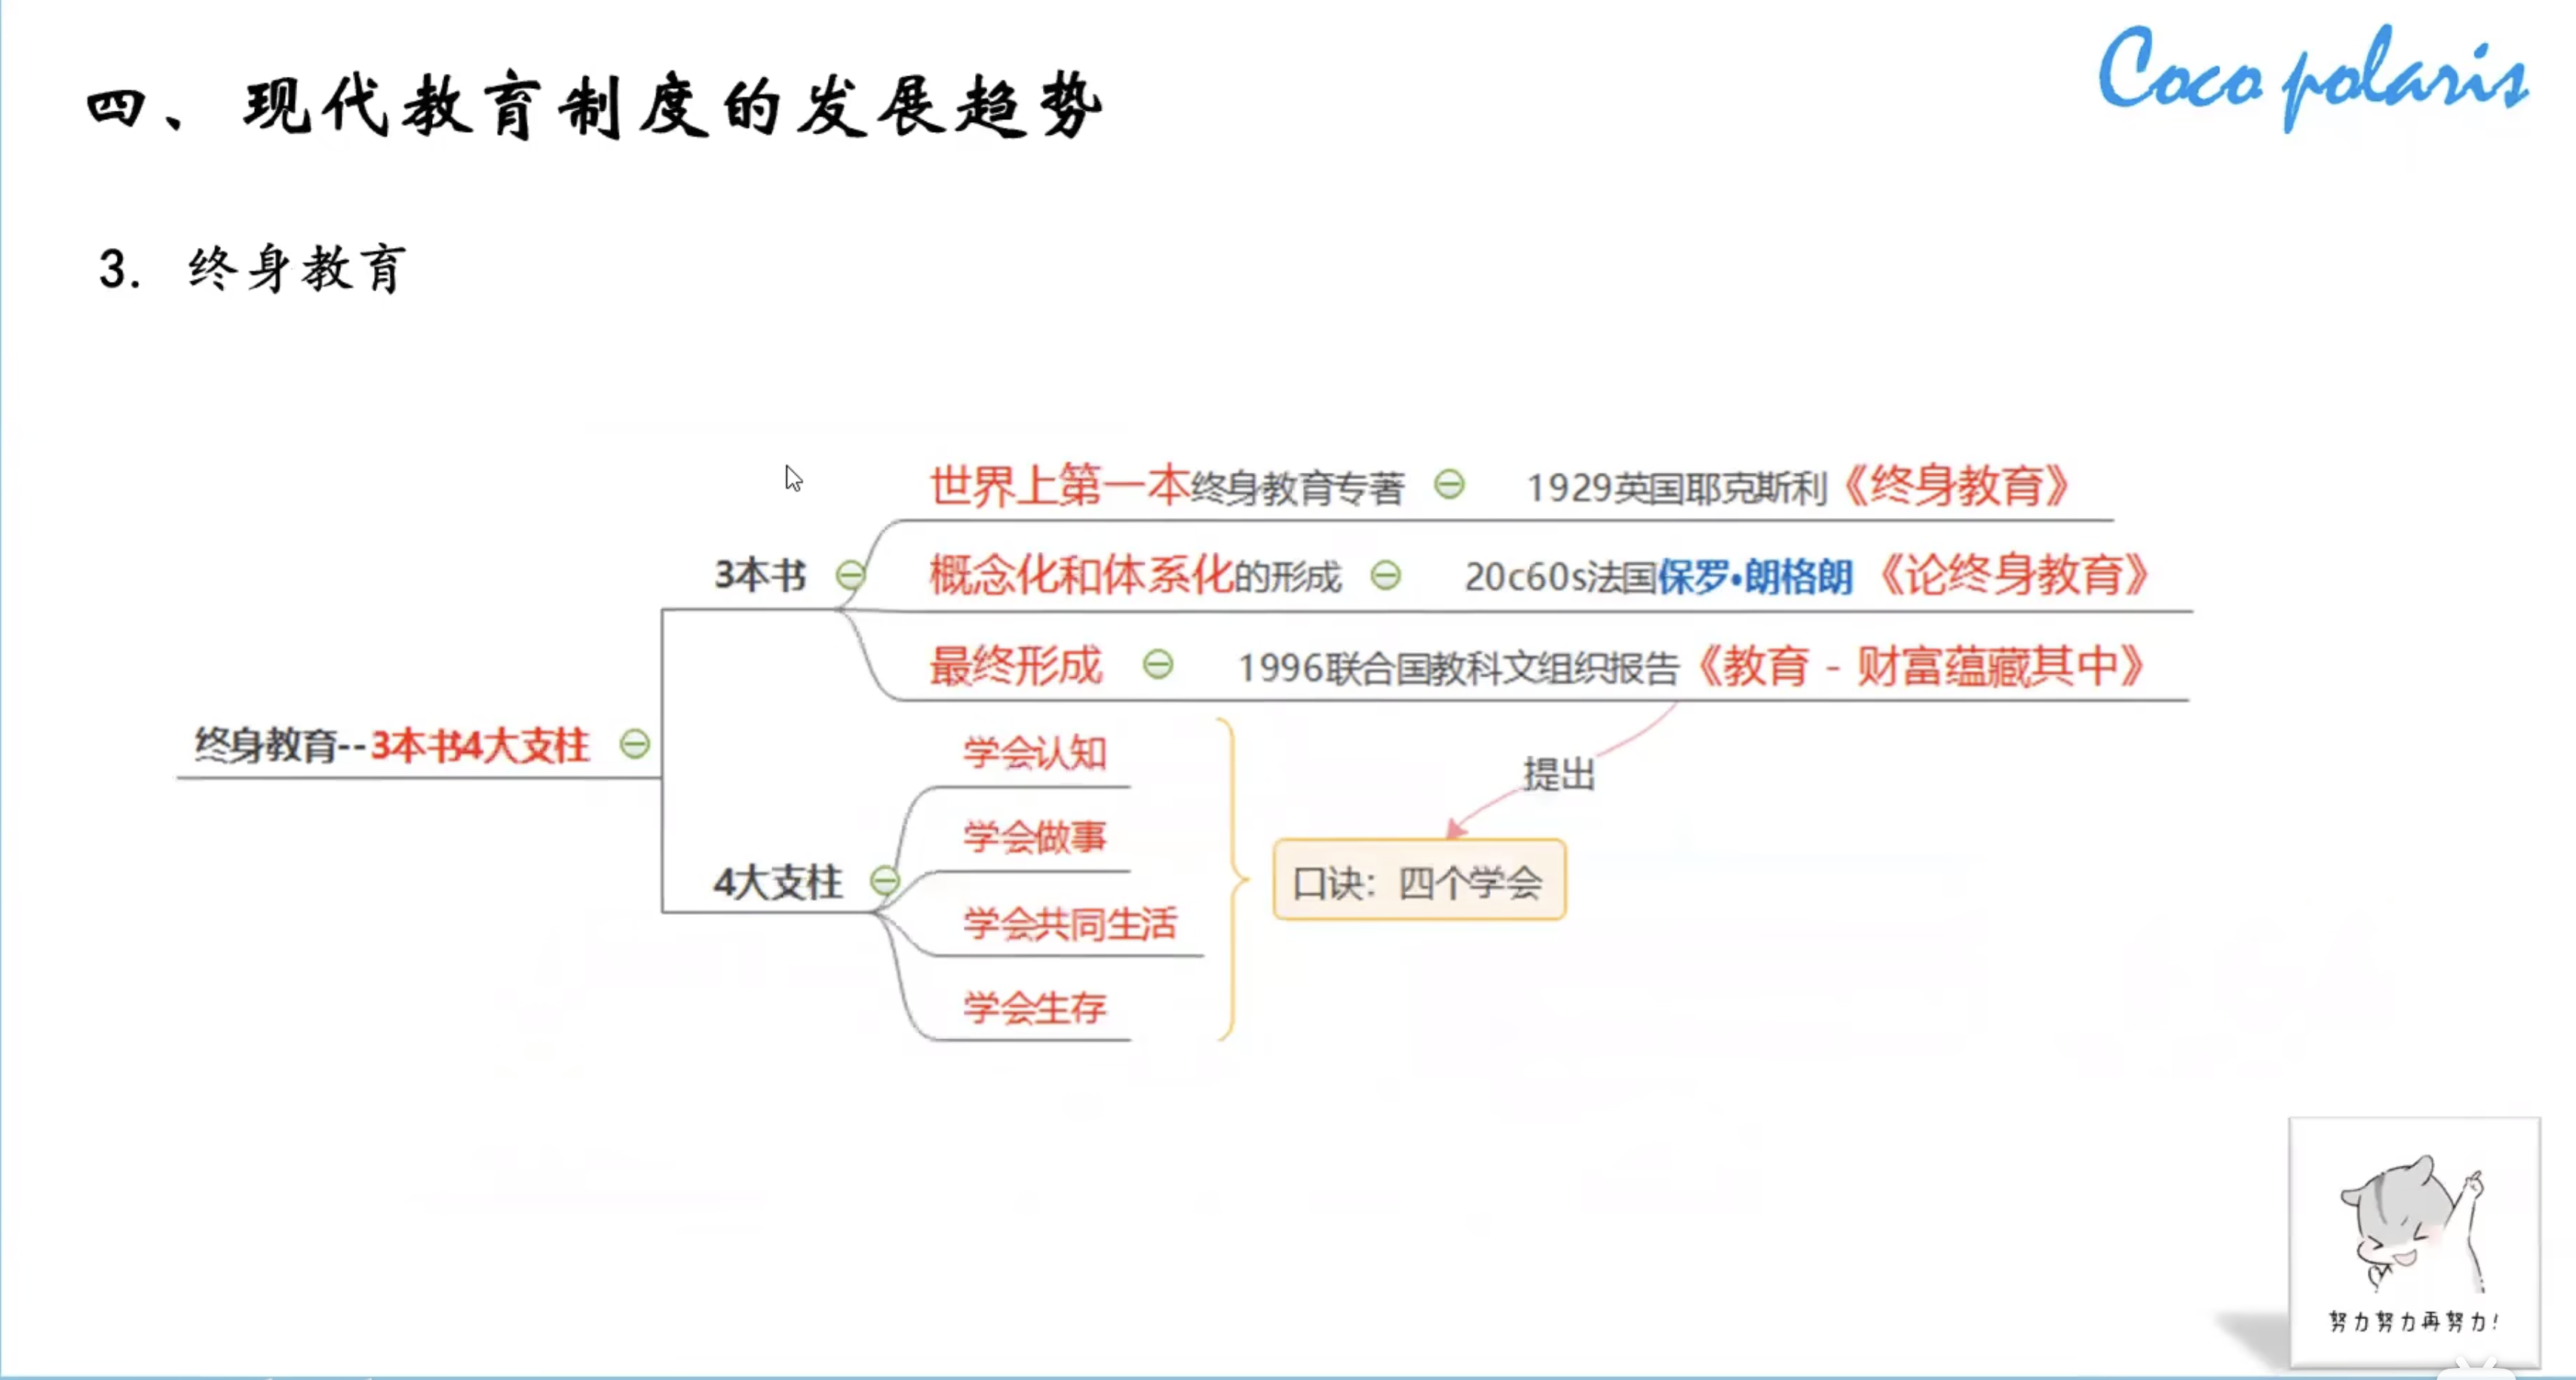 四、现代教育制度的发展趋势
Coco polaris
3. 终身教育
终身教育--3本书4大支柱
3本书
世界上第一本终身教育专著
1929英国耶克斯利《终身教育》
概念化和体系化的形成
20c60s法国保罗•朗格朗《论终身教育》
最终形成
1996联合国教科文组织报告《教育－财富蕴藏其中》
4大支柱
学会认知
学会做事
学会共同生活
学会生存
提出
口诀：四个学会
努力努力再努力!